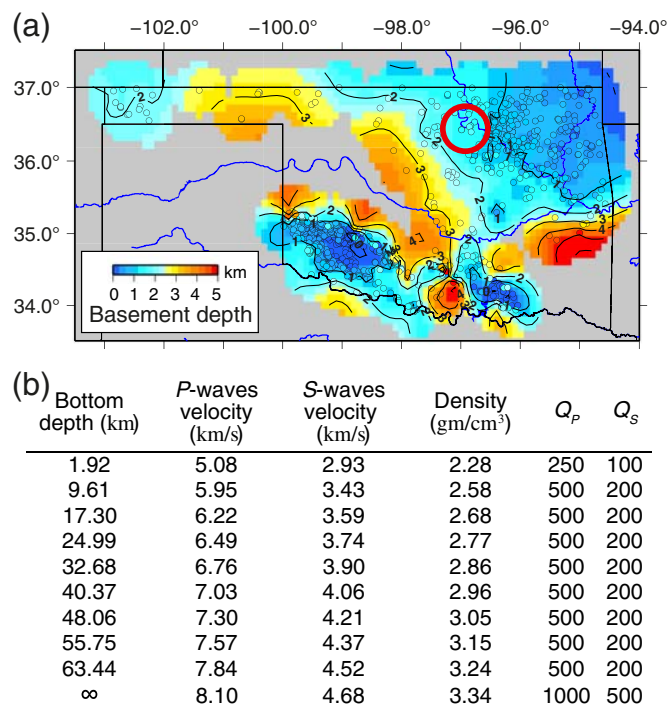 (a)
−102.0° −100.0° −98.0° −96.0° −94.0
37.0°
36.0°
35.0°
34.0°
0 1 2 3 4 5 km
Basement depth
(b)
Bottom depth (km) P-waves velocity (km/s) S-waves velocity (km/s) Density (gm/cm³) Q_P Q_S
1.92 5.08 2.93 2.28 250 100
9.61 5.95 3.43 2.58 500 200
17.30 6.22 3.59 2.68 500 200
24.99 6.49 3.74 2.77 500 200
32.68 6.76 3.90 2.86 500 200
40.37 7.03 4.06 2.96 500 200
48.06 7.30 4.21 3.05 500 200
55.75 7.57 4.37 3.15 500 200
63.44 7.84 4.52 3.24 500 200
∞ 8.10 4.68 3.34 1000 500